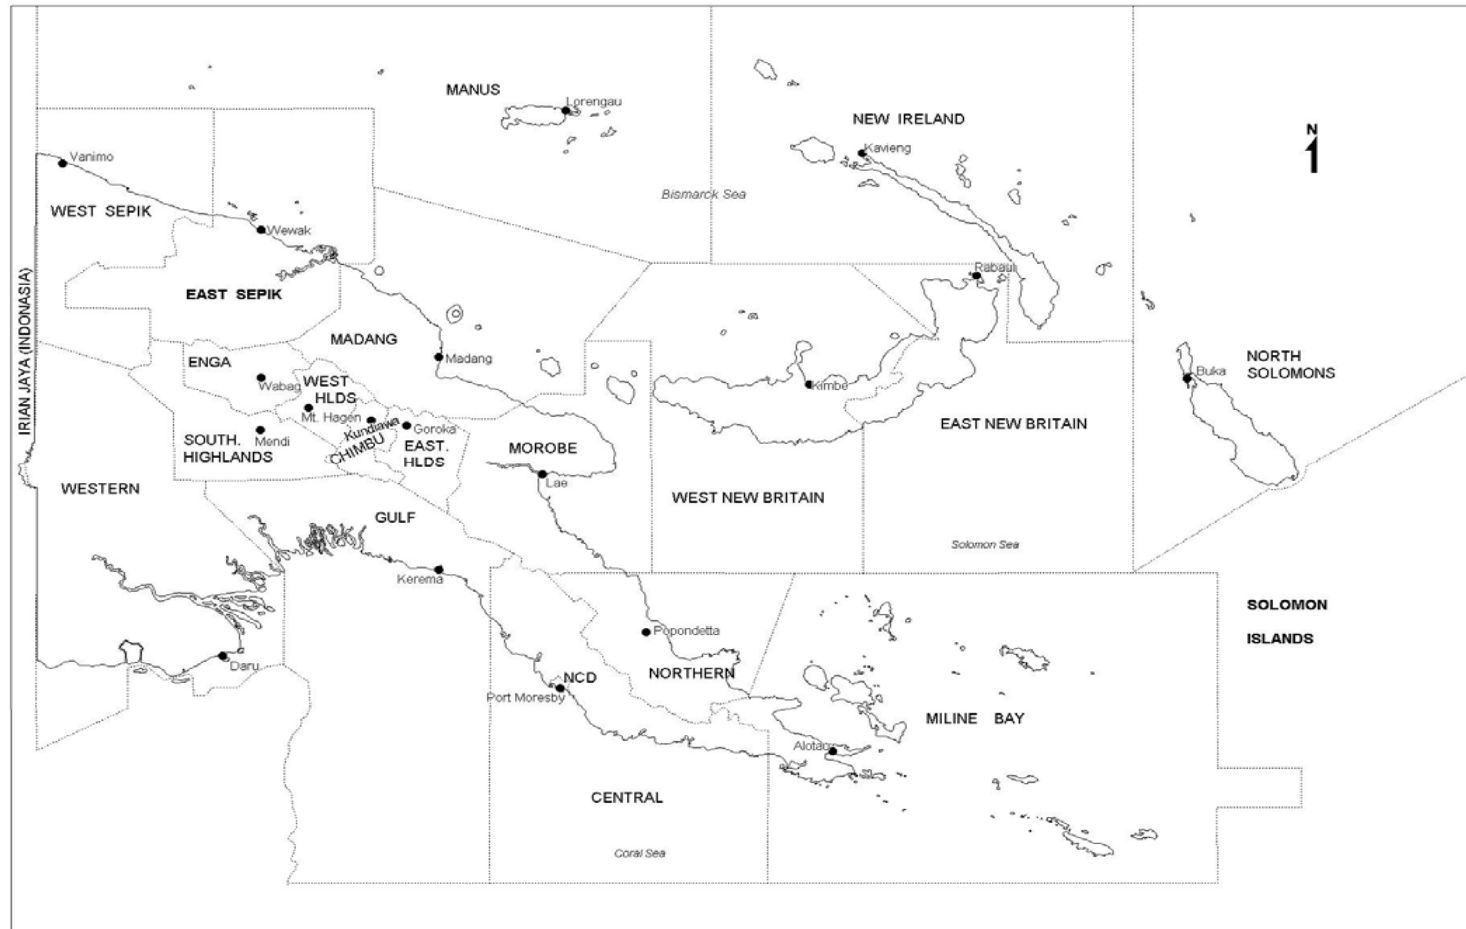 MANUS
Lorengau
NEW IRELAND
Kavieng
N
Vanimo
Bismarck Sea
WEST SEPIK
Wewak
IRIAN JAYA (INDONASIA)
EAST SEPIK
Rabaul
MADANG
Madang
ENGA
Wabag
WEST
HLDS
Mt. Hagen
Kundiawa
CHIMBU
Goroka
EAST.
HLDS
Mendi
SOUTH.
HIGHLANDS
Kimbe
Buka
NORTH
SOLOMONS
EAST NEW BRITAIN
MOROBE
Lae
WESTERN
WEST NEW BRITAIN
GULF
Solomon Sea
Kerema
SOLOMON
ISLANDS
Popondetta
Daru
NORTHERN
NCD
Port Moresby
MILINE BAY
Alotao
CENTRAL
Coral Sea